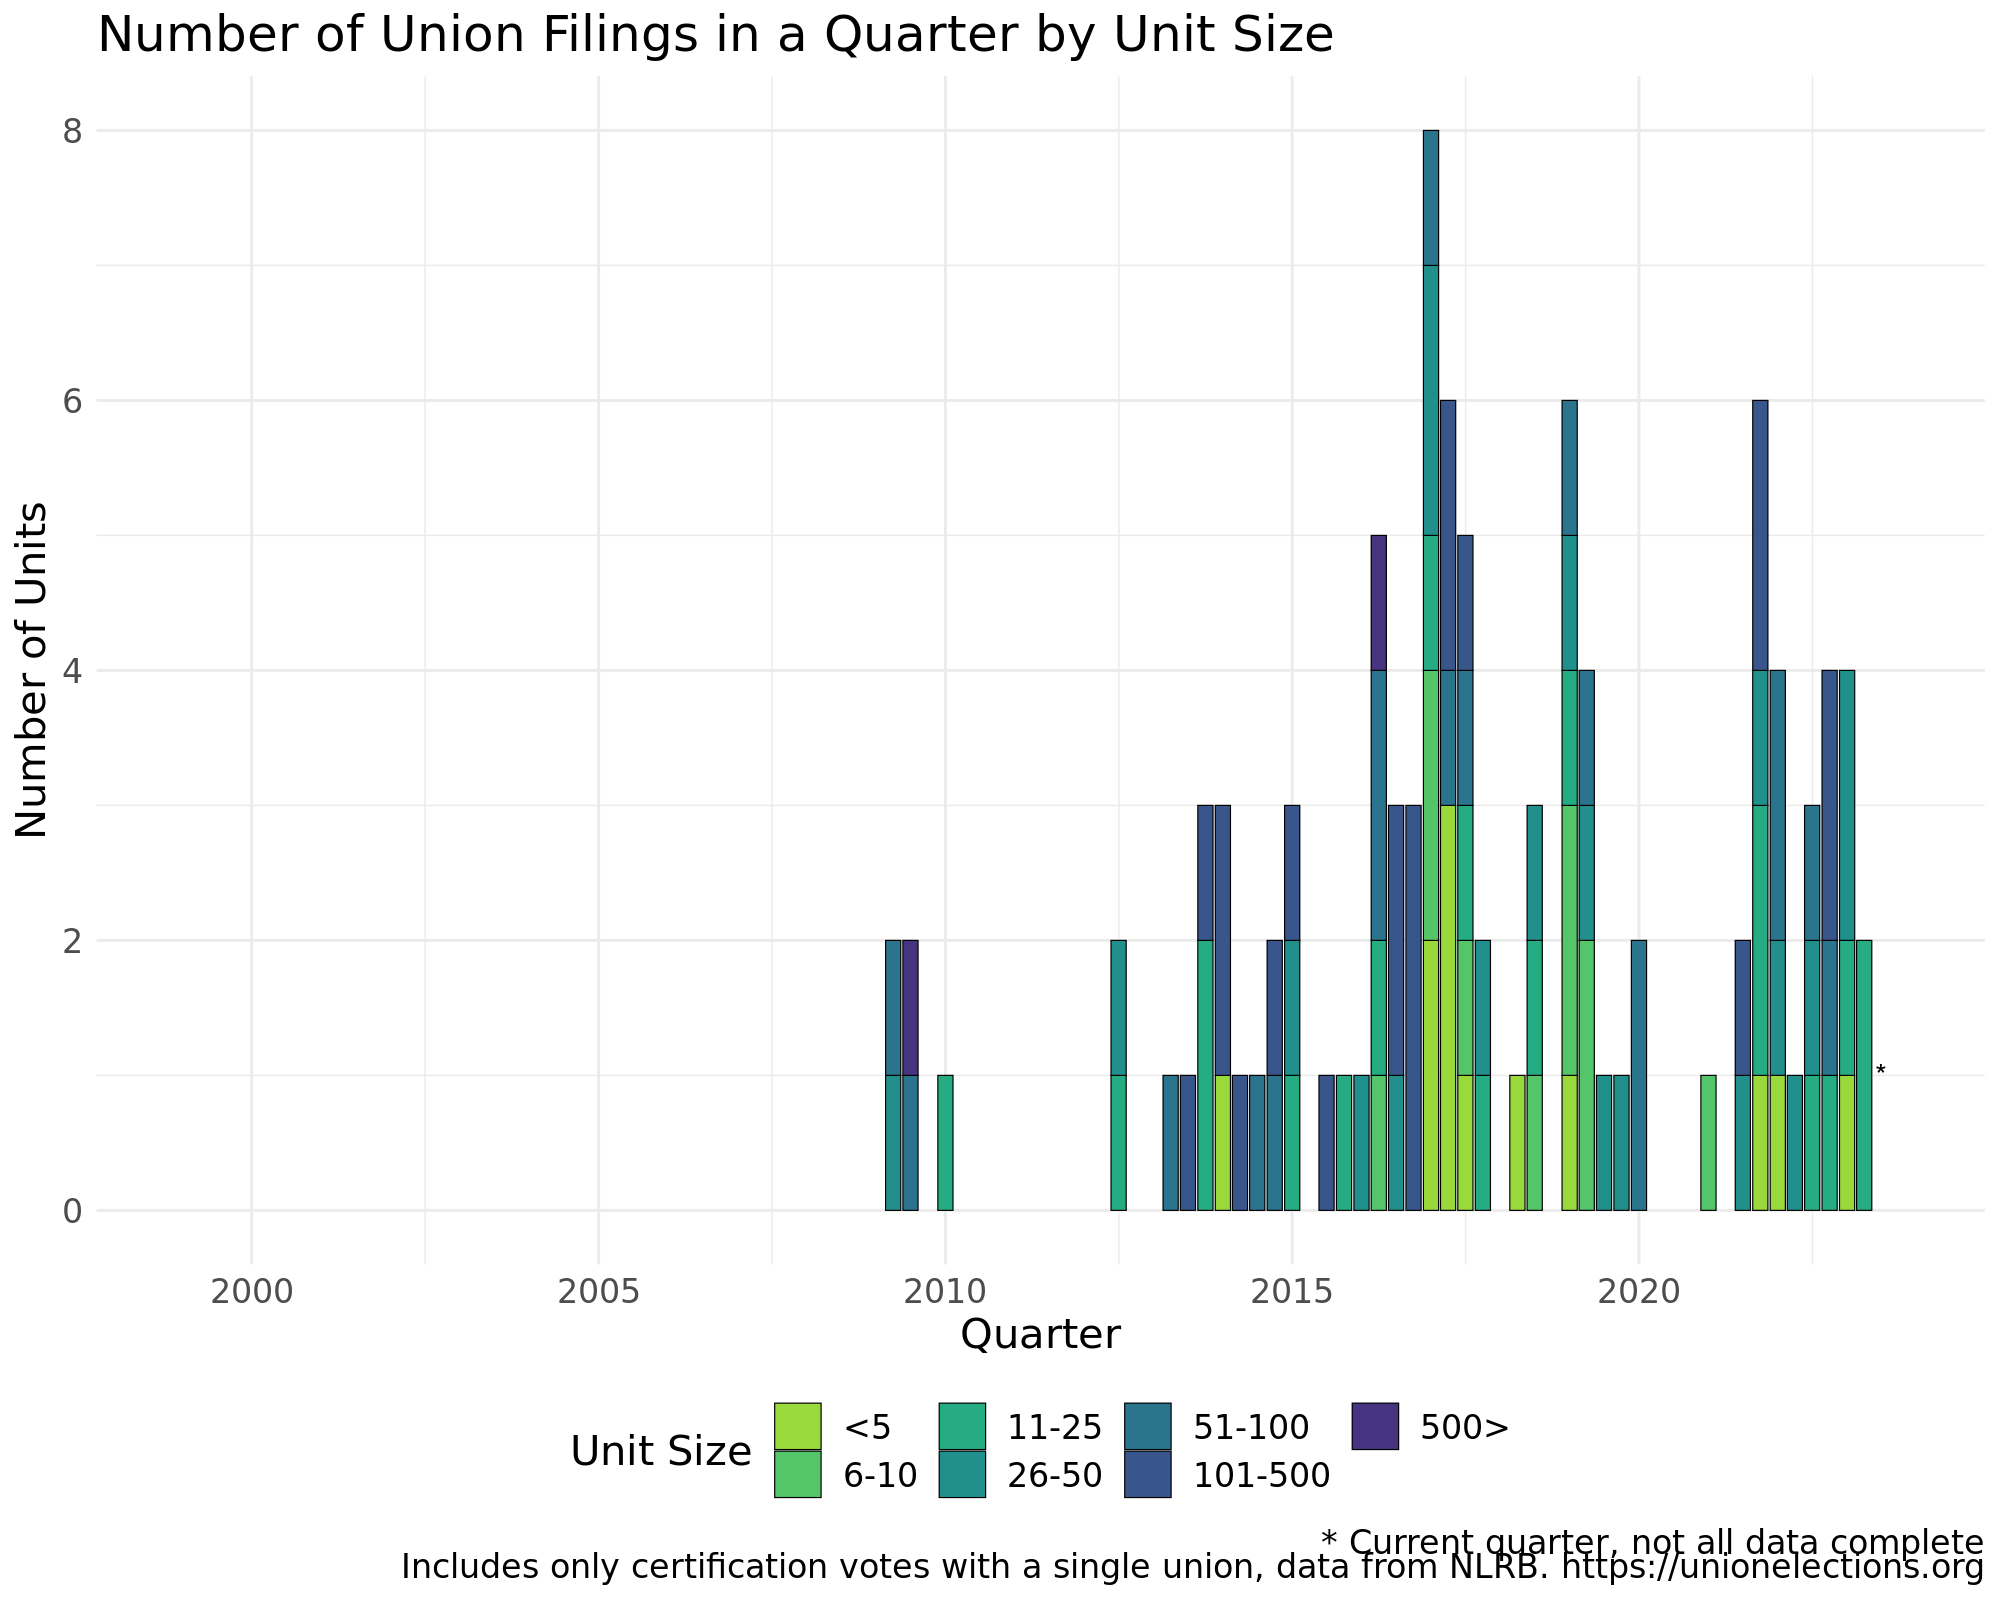 Number of Union Filings in a Quarter by Unit Size
Number of Units
8
6
4
2
0
*
2000 2005 2010 2015 2020
Quarter
Unit Size
<5 11-25 51-100 500>
6-10 26-50 101-500
* Current quarter, not all data complete
Includes only certification votes with a single union, data from NLRB. https://unionelections.org